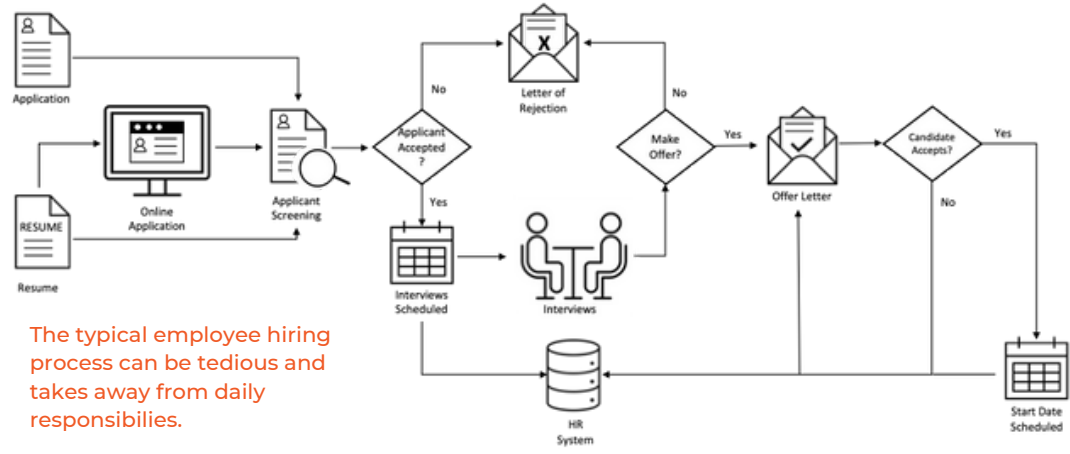 Application
RESUME
Resume
Online
Application
Applicant
Screening
Applicant
Accepted
?
No
Yes
X
Letter of
Rejection
Interviews
Scheduled
Interviews
Make
Offer?
No
Yes
Offer Letter
Candidate
Accepts?
Yes
No
HR
System
Start Date
Scheduled
The typical employee hiring
process can be tedious and
takes away from daily
responsibilies.